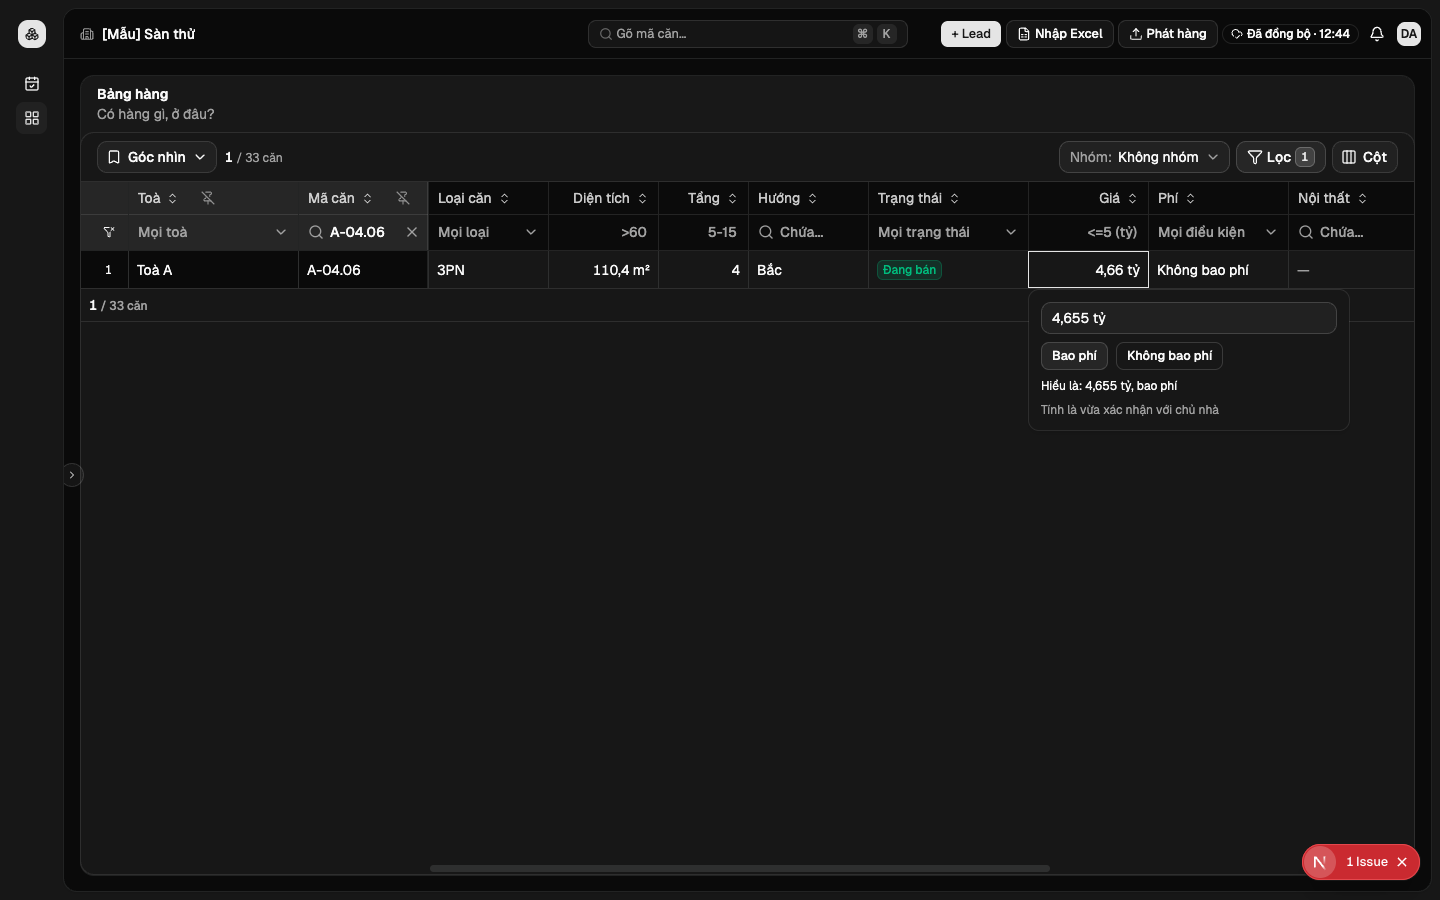 [Mẫu] Sàn thử
Gõ mã căn...
⌘ K
+ Lead
Nhập Excel
Phát hàng
Đã đồng bộ · 12:44
DA
Bảng hàng
Có hàng gì, ở đâu?
Góc nhìn
1 / 33 căn
Nhóm: Không nhóm
Lọc 1
Cột
Toà
Mã căn
Loại căn
Diện tích
Tầng
Hướng
Trạng thái
Giá
Phí
Nội thất
Mọi toà
A-04.06
Mọi loại
>60
5-15
Chứa...
Mọi trạng thái
<=5 (tỷ)
Mọi điều kiện
Chứa...
1
Toà A
A-04.06
3PN
110,4 m²
4
Bắc
Đang bán
4,66 tỷ
Không bao phí
—
1 / 33 căn
4,655 tỷ
Bao phí
Không bao phí
Hiểu là: 4,655 tỷ, bao phí
Tính là vừa xác nhận với chủ nhà
N
1 Issue